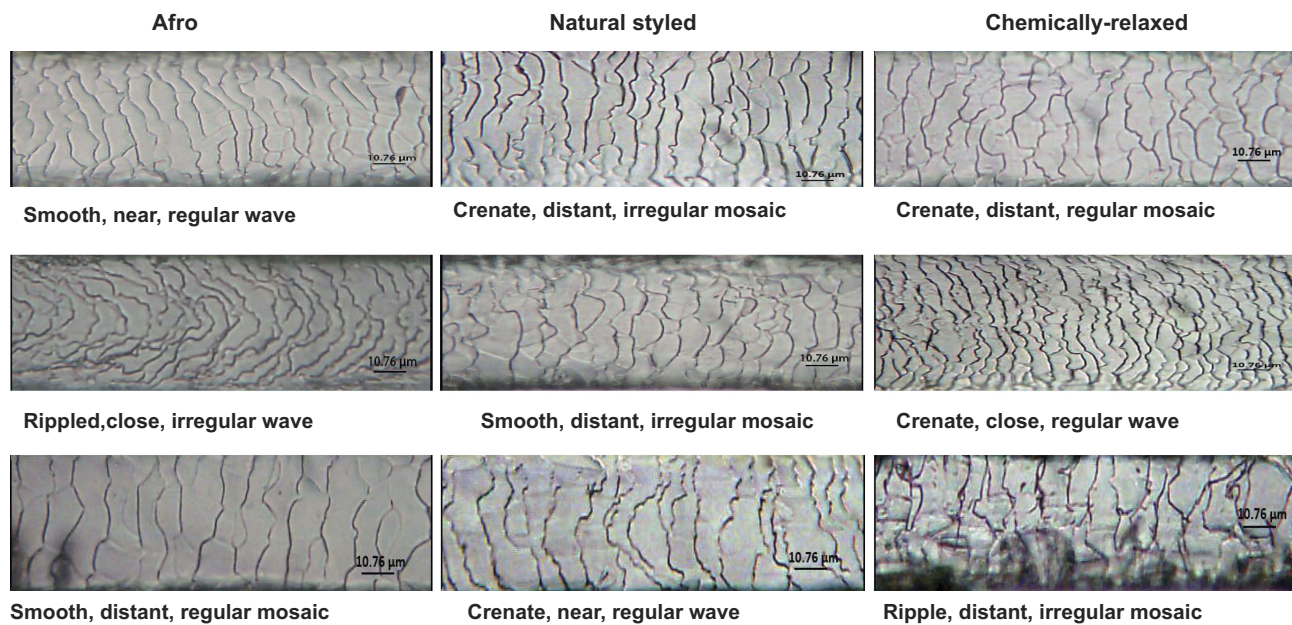 Afro
Natural styled
Chemically-relaxed
10.76 µm
10.76 µm
10.76 µm
Smooth, near, regular wave
Crenate, distant, irregular mosaic
Crenate, distant, regular mosaic
10.76 µm
10.76 µm
10.76 µm
Rippled,close, irregular wave
Smooth, distant, irregular mosaic
Crenate, close, regular wave
10.76 µm
10.76 µm
10.76 µm
Smooth, distant, regular mosaic
Crenate, near, regular wave
Ripple, distant, irregular mosaic